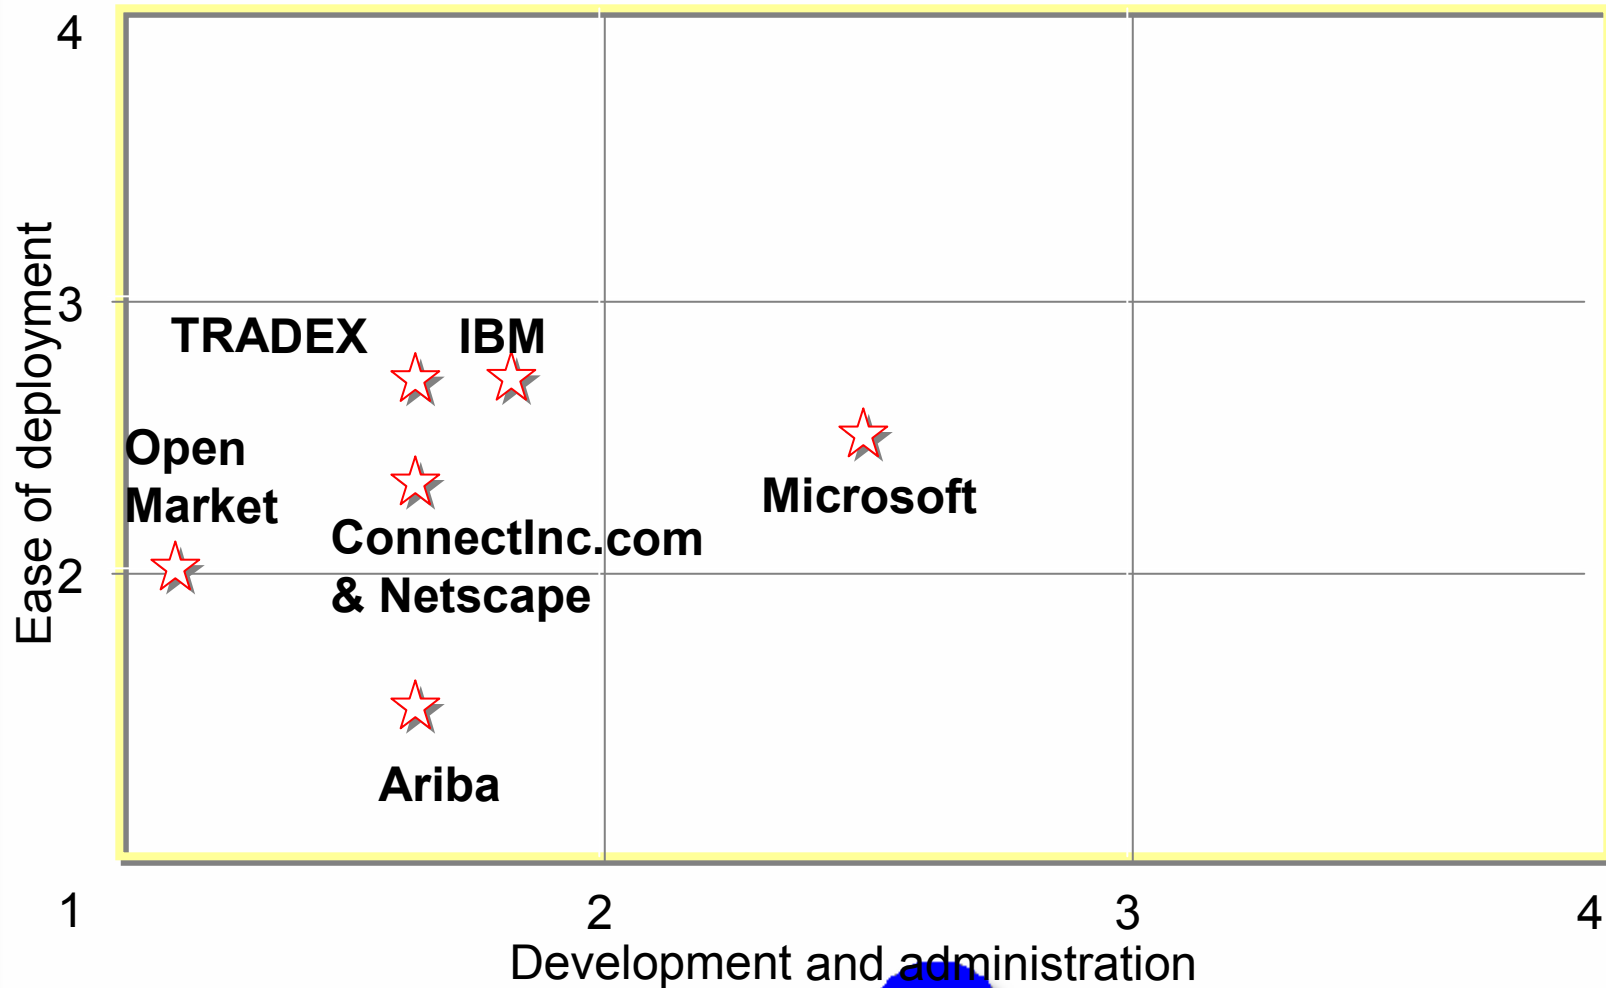 4
3
TRADEX
IBM
Open
Market
Microsoft
ConnectInc.com
& Netscape
2
Ariba
Ease of deployment
1
2
3
4
Development and administration